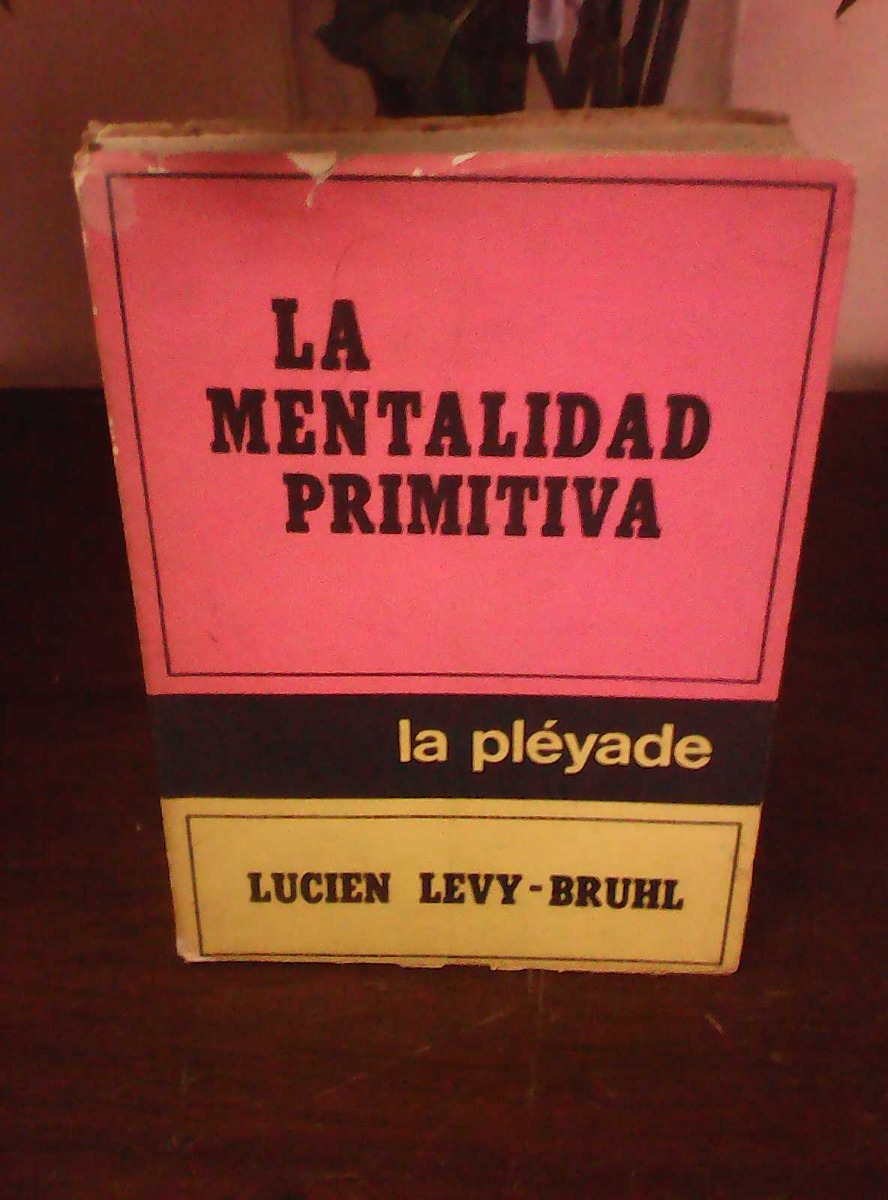 LA
MENTALIDAD
PRIMITIVA
la pléyade
LUCIEN LEVY-BRUHL